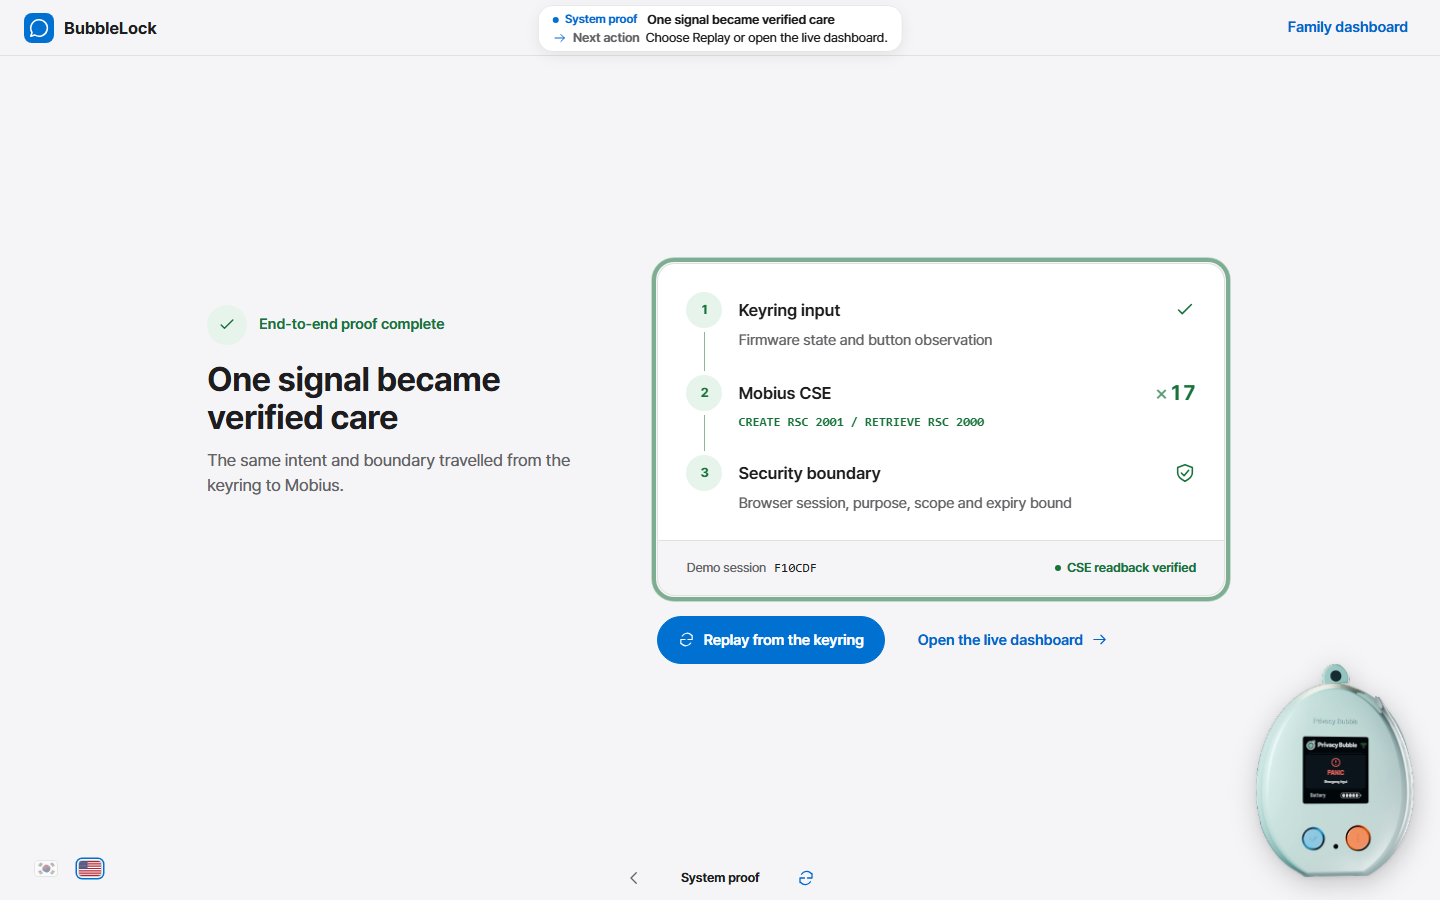 BubbleLock
System proof One signal became verified care
Next action Choose Replay or open the live dashboard.
Family dashboard
End-to-end proof complete
One signal became
verified care
The same intent and boundary travelled from the
keyring to Mobius.
1 Keyring input
Firmware state and button observation
2 Mobius CSE ×17
CREATE RSC 2001 / RETRIEVE RSC 2000
3 Security boundary
Browser session, purpose, scope and expiry bound
Demo session F10CDF CSE readback verified
Replay from the keyring Open the live dashboard
Privacy Bubble
Privacy Bubble
PANIC
Emergency input
Battery
System proof